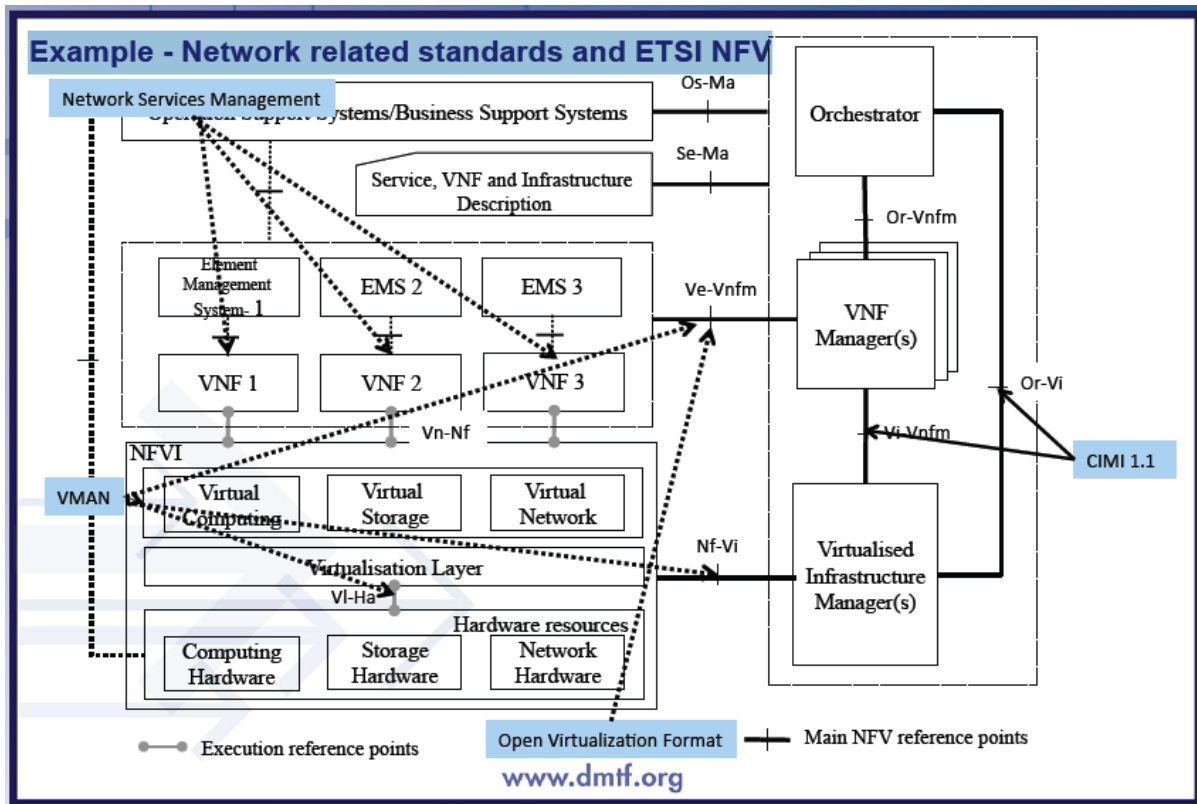 Example - Network related standards and ETSI NFV
Network Services Management
Support Systems/Business Support Systems
Os-Ma
Orchestrator
Se-Ma
Service, VNF and Infrastructure
Description
Or-Vnfm
Element
Management
System- 1
EMS 2
EMS 3
Ve-Vnfm
VNF
Manager(s)
VNF 1
VNF 2
VNF 3
Or-Vi
Vn-Nf
Vi-Vnfm
NFVI
CIMI 1.1
VMAN
Virtual
Computing
Virtual
Storage
Virtual
Network
Nf-Vi
Virtualised
Infrastructure
Manager(s)
Virtualisation Layer
Vl-Ha
Hardware resources
Computing
Hardware
Storage
Hardware
Network
Hardware
Execution reference points
Open Virtualization Format
Main NFV reference points
www.dmtf.org